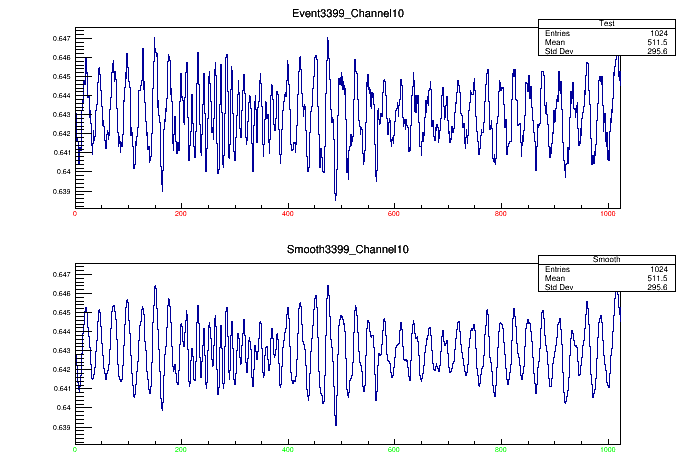 Event3399_Channel10
Test
Entries 1024
Mean 511.5
Std Dev 295.6
0.647
0.646
0.645
0.644
0.643
0.642
0.641
0.64
0.639
0 200 400 600 800 1000
Smooth3399_Channel10
Smooth
Entries 1024
Mean 511.5
Std Dev 295.6
0.647
0.646
0.645
0.644
0.643
0.642
0.641
0.64
0.639
0 200 400 600 800 1000